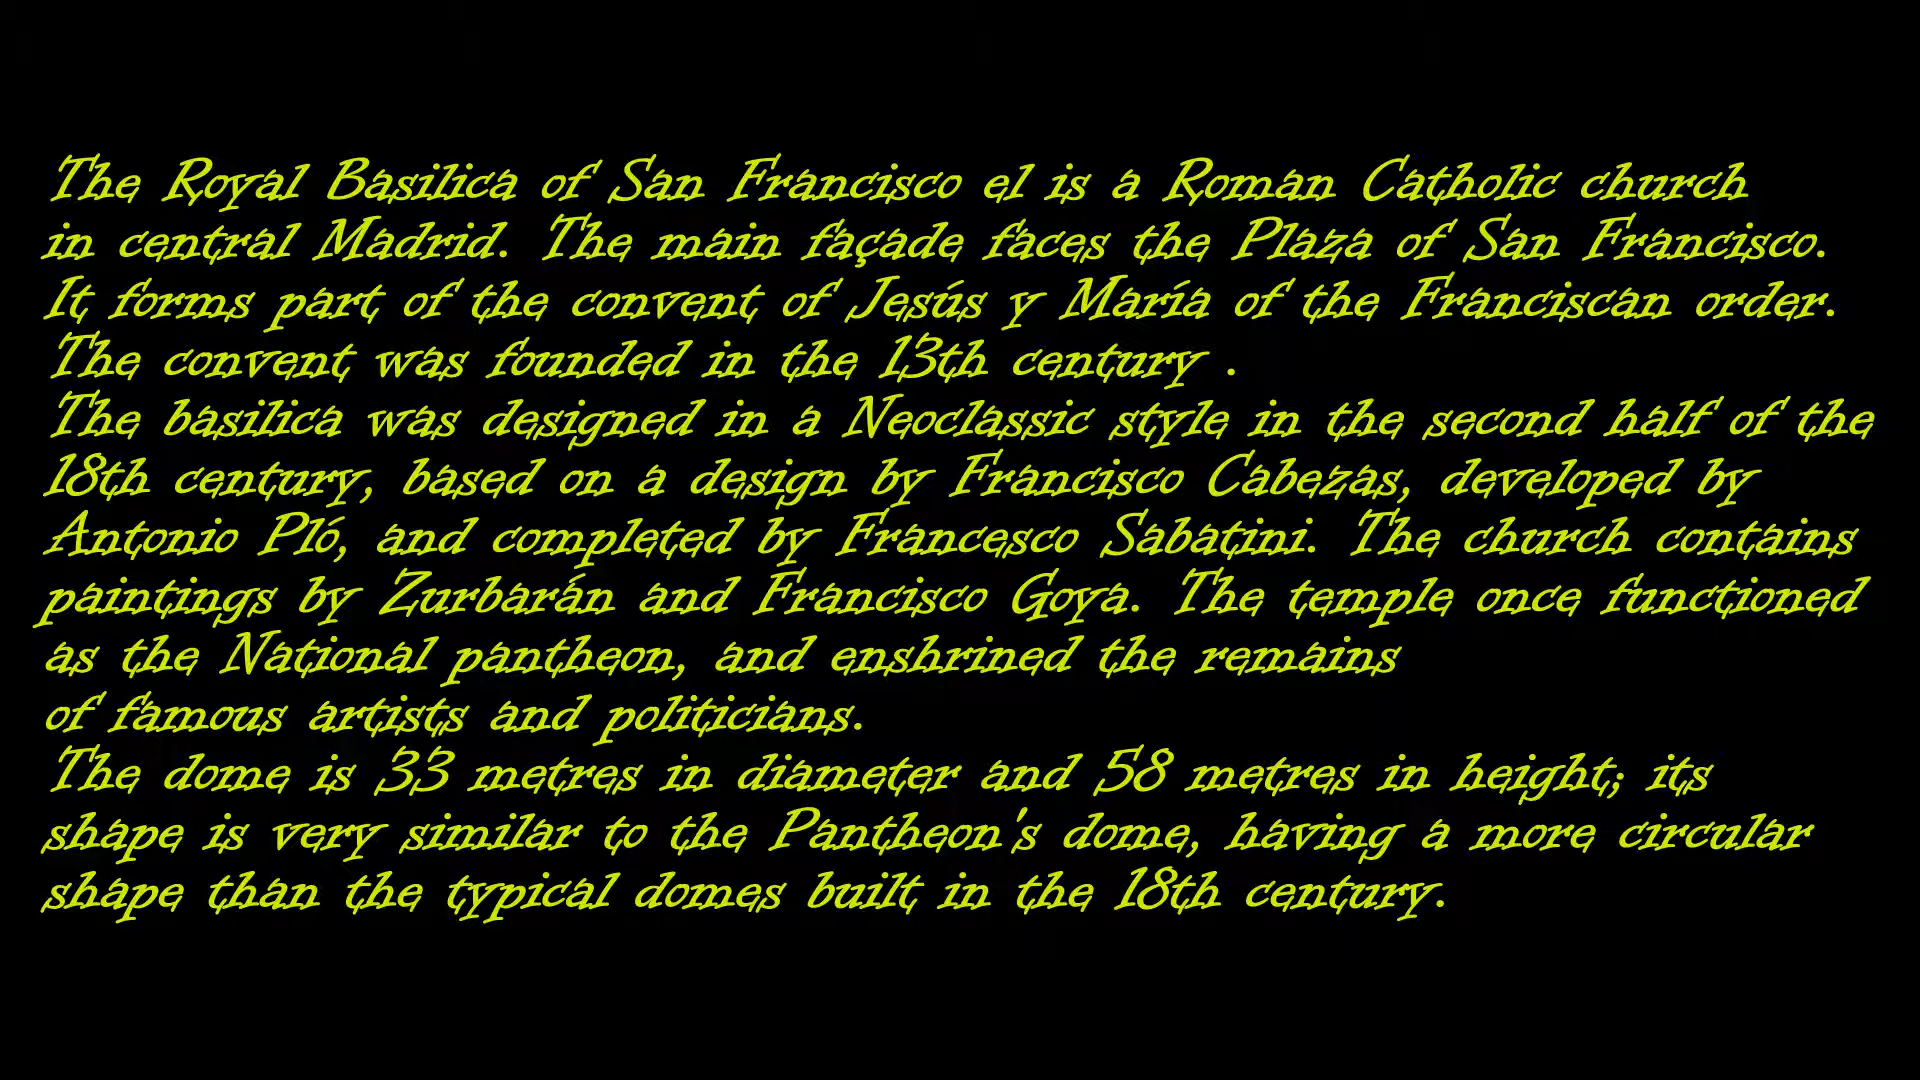 The Royal Basilica of San Francisco el is a Roman Catholic church
in central Madrid. The main façade faces the Plaza of San Francisco.
It forms part of the convent of Jesús y María of the Franciscan order.
The convent was founded in the 13th century .
The basilica was designed in a Neoclassic style in the second half of the
18th century, based on a design by Francisco Cabezas, developed by
Antonio Pló, and completed by Francesco Sabatini. The church contains
paintings by Zurbarán and Francisco Goya. The temple once functioned
as the National pantheon, and enshrined the remains
of famous artists and politicians.
The dome is 33 metres in diameter and 58 metres in height; its
shape is very similar to the Pantheon's dome, having a more circular
shape than the typical domes built in the 18th century.